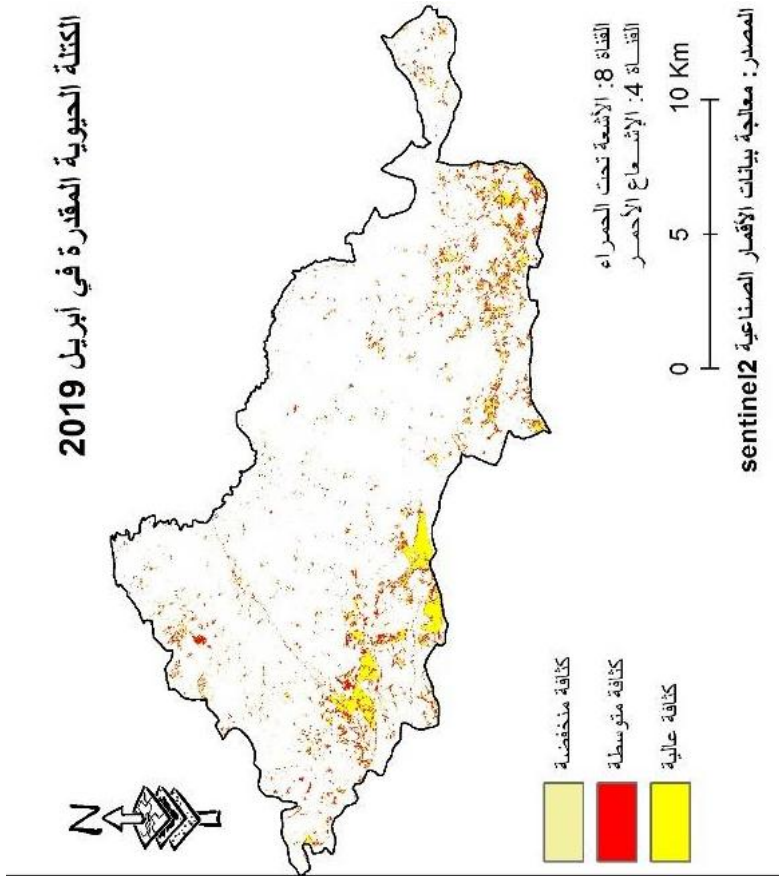 الكتلة الحيوية المقدرة في أبريل 2019
N
كثافة منخفضة
كثافة متوسطة
كثافة عالية
القناة 8: الأشعة تحت الحمراء
القناة 4: الإشعاع الأحمر
0 5 10 Km
المصدر: معالجة بيانات الأقمار الصناعية sentinel2